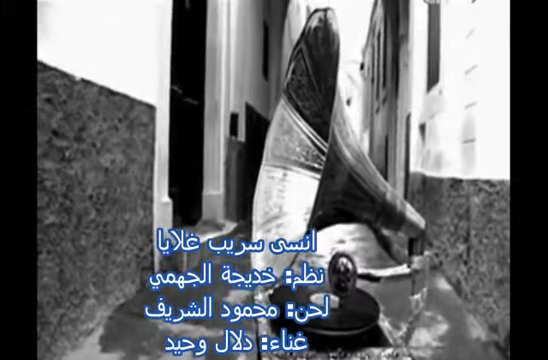 انسى سريب غلايا
نظم: خديجة الجهمي
لحن: محمود الشريف
غناء: دلال وحيد